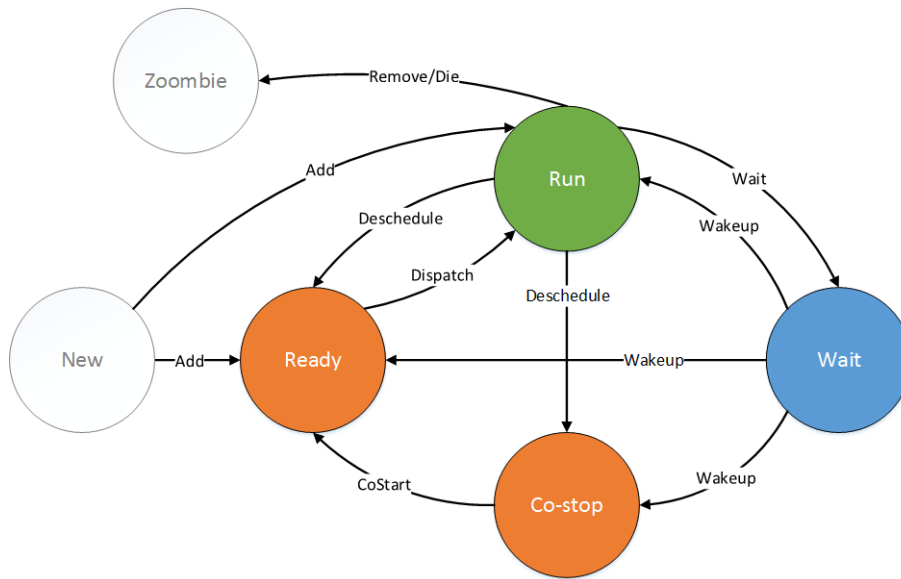 Zoombie
Remove/Die
Add
Run
Wait
Deschedule
Wakeup
Dispatch
Deschedule
New
Add
Ready
Wakeup
Wait
CoStart
Wakeup
Co-stop